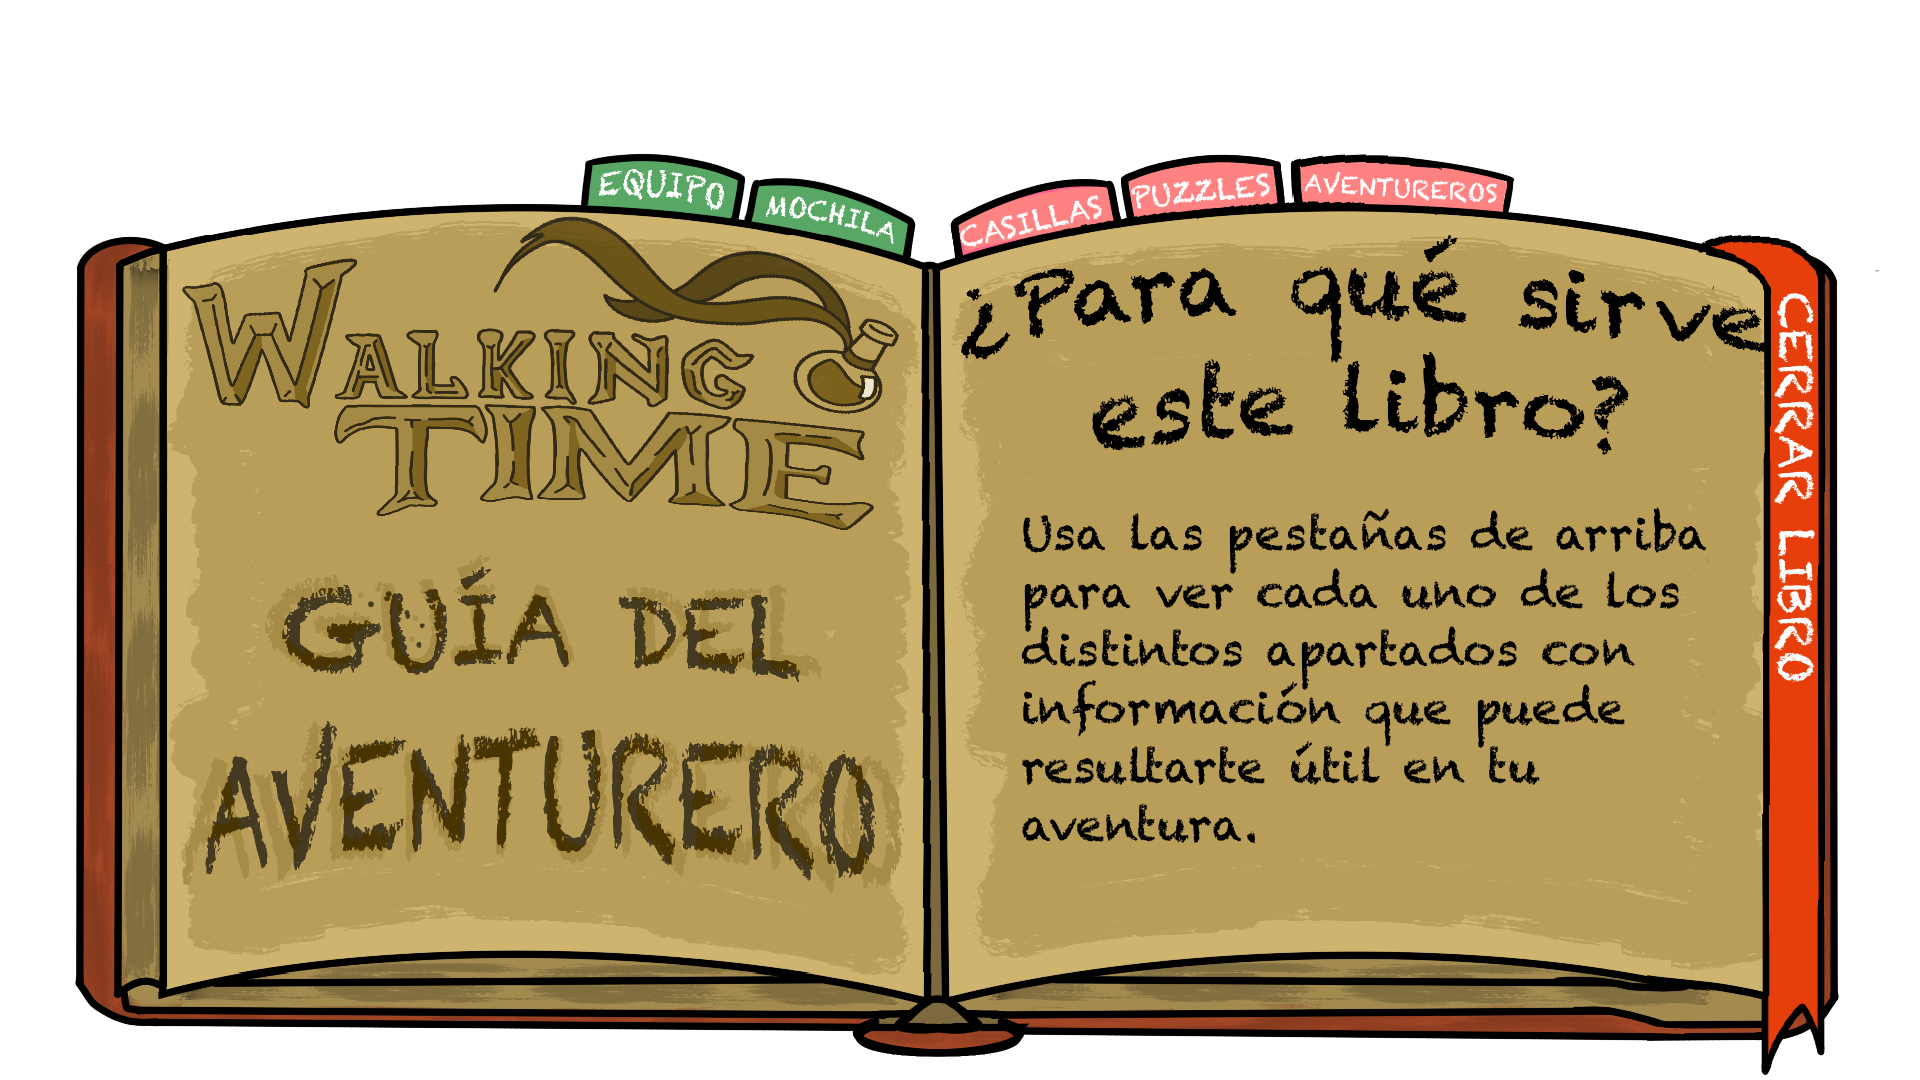 EQUIPO
MOCHILA
CASILLAS
PUZZLES
AVENTUREROS
WALKING
TIME
GUÍA DEL
AVENTURERO
¿Para qué sirve
este libro?
Usa las pestañas de arriba
para ver cada uno de los
distintos apartados con
información que puede
resultarte útil en tu
aventura.
CERRAR LIBRO